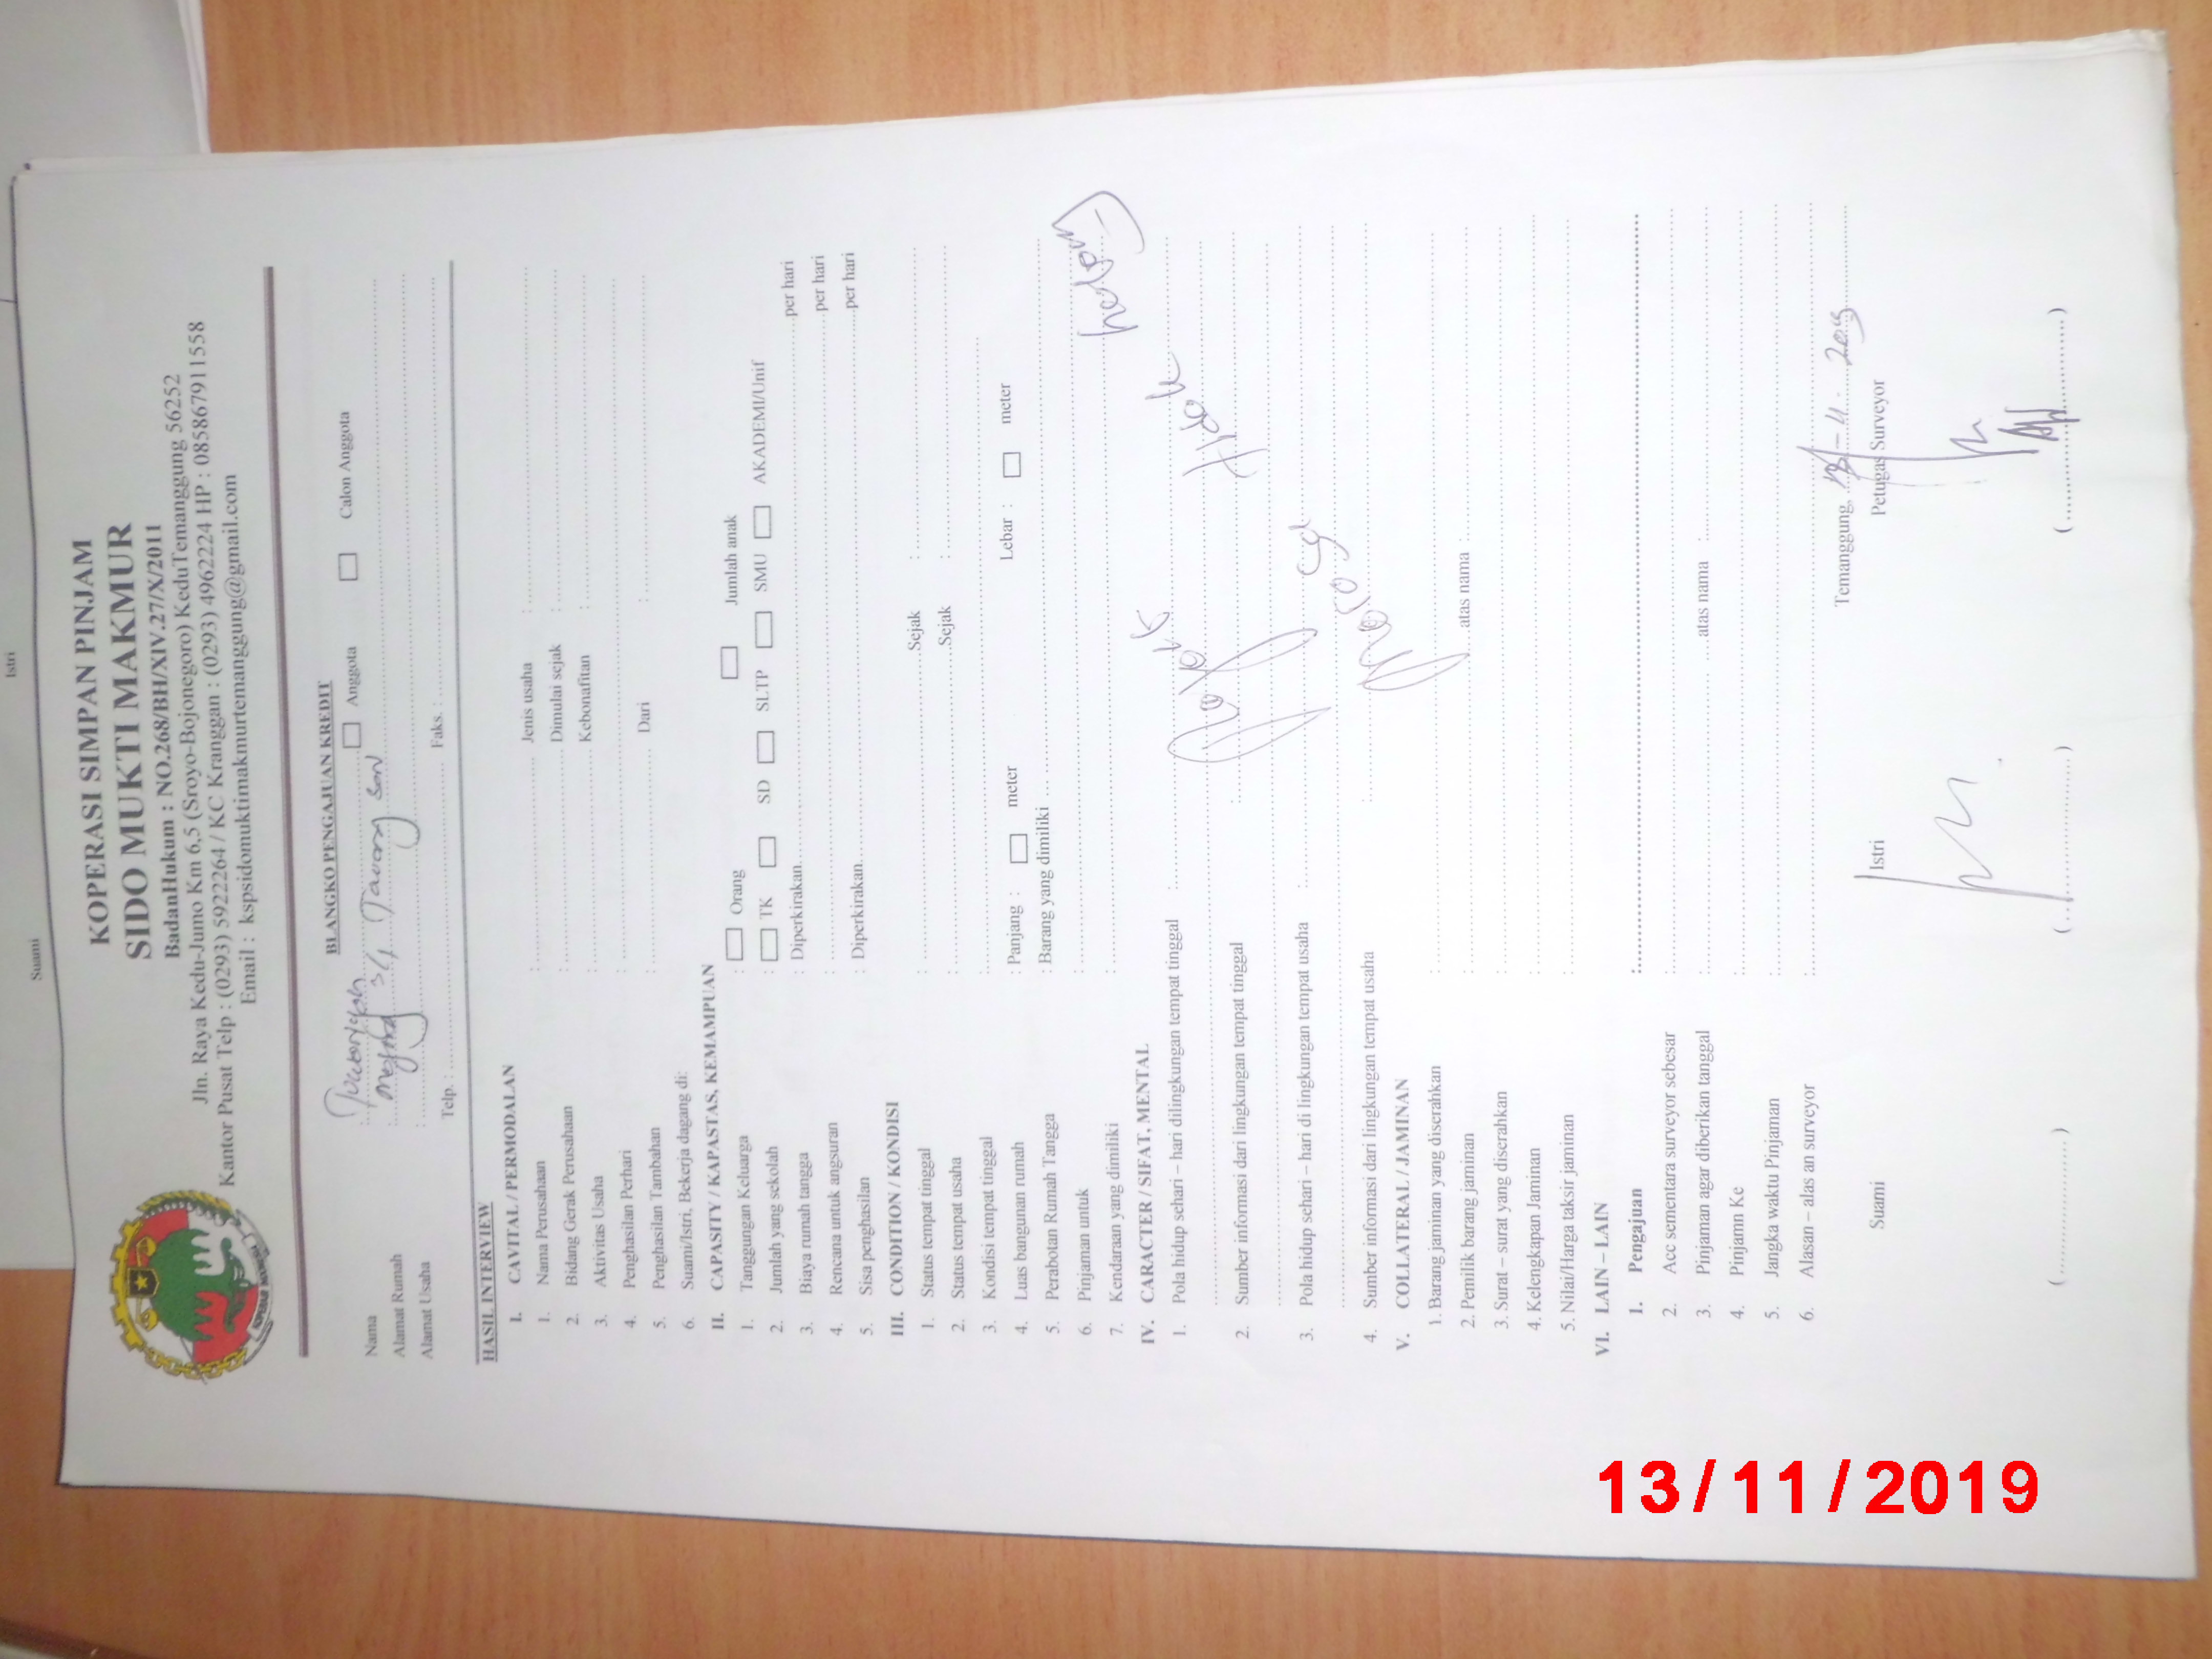 Suami
Istri
KOPERASI SIMPAN PINJAM
SIDO MUKTI MAKMUR
BadanHukum : NO.268/BH/XIV.27/X/2011
Jln. Raya Kedu-Jumo Km 6,5 (Sroyo-Bojonegoro) KeduTemanggung 56252
Kantor Pusat Telp : (0293) 5922264 / KC Kranggan : (0293) 4962224 HP : 085867911558
Email : kspsidomuktimakmurtemanggung@gmail.com
BLANGKO PENGAJUAN KREDIT
Nama : Anggota Calon Anggota
Alamat Rumah :
Alamat Usaha :
Telp. : Faks. :
HASIL INTERVIEW
I. CAVITAL / PERMODALAN
1. Nama Perusahaan : Jenis usaha :
2. Bidang Gerak Perusahaan : Dimulai sejak :
3. Aktivitas Usaha : Kebonafitan :
4. Penghasilan Perhari :
5. Penghasilan Tambahan : Dari :
6. Suami/Istri, Bekerja dagang di:
II. CAPASITY / KAPASTAS, KEMAMPUAN
1. Tanggungan Keluarga : Orang Jumlah anak
2. Jumlah yang sekolah : TK SD SLTP SMU AKADEMI/Unif
3. Biaya rumah tangga : Diperkirakan per hari
4. Rencana untuk angsuran : per hari
5. Sisa penghasilan : Diperkirakan per hari
III. CONDITION / KONDISI
1. Status tempat tinggal : Sejak :
2. Status tempat usaha : Sejak :
3. Kondisi tempat tinggal :
4. Luas bangunan rumah : Panjang : meter Lebar : meter
5. Perabotan Rumah Tangga : Barang yang dimiliki
6. Pinjaman untuk :
7. Kendaraan yang dimiliki :
IV. CARACTER / SIFAT, MENTAL
1. Pola hidup sehari – hari dilingkungan tempat tinggal :
2. Sumber informasi dari lingkungan tempat tinggal :
3. Pola hidup sehari – hari di lingkungan tempat usaha :
4. Sumber informasi dari lingkungan tempat usaha :
V. COLLATERAL / JAMINAN
1. Barang jaminan yang diserahkan :
2. Pemilik barang jaminan : atas nama :
3. Surat – surat yang diserahkan :
4. Kelengkapan Jaminan :
5. Nilai/Harga taksir jaminan :
VI. LAIN – LAIN
1. Pengajuan :
2. Acc sementara surveyor sebesar :
3. Pinjaman agar diberikan tanggal : atas nama :
4. Pinjamn Ke :
5. Jangka waktu Pinjaman :
6. Alasan – alas an surveyor :
Temanggung,
Suami Istri Petugas Surveyor
13/11/2019